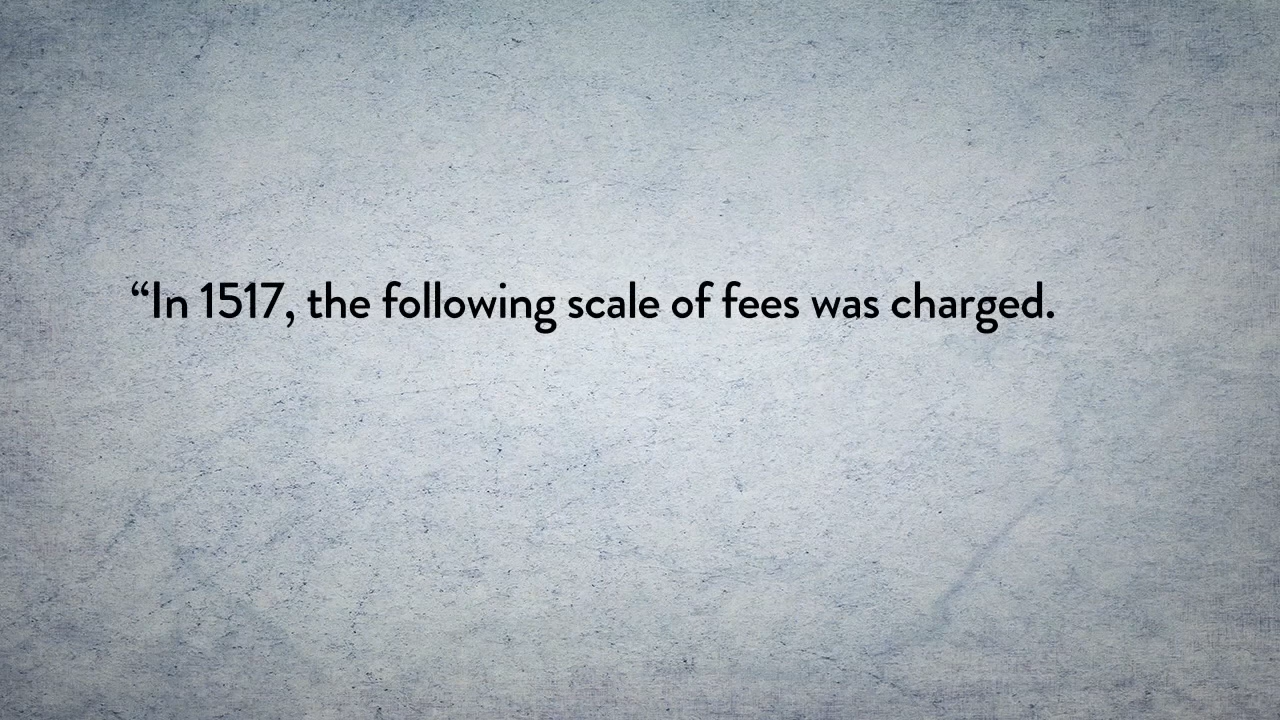 “In 1517, the following scale of fees was charged.